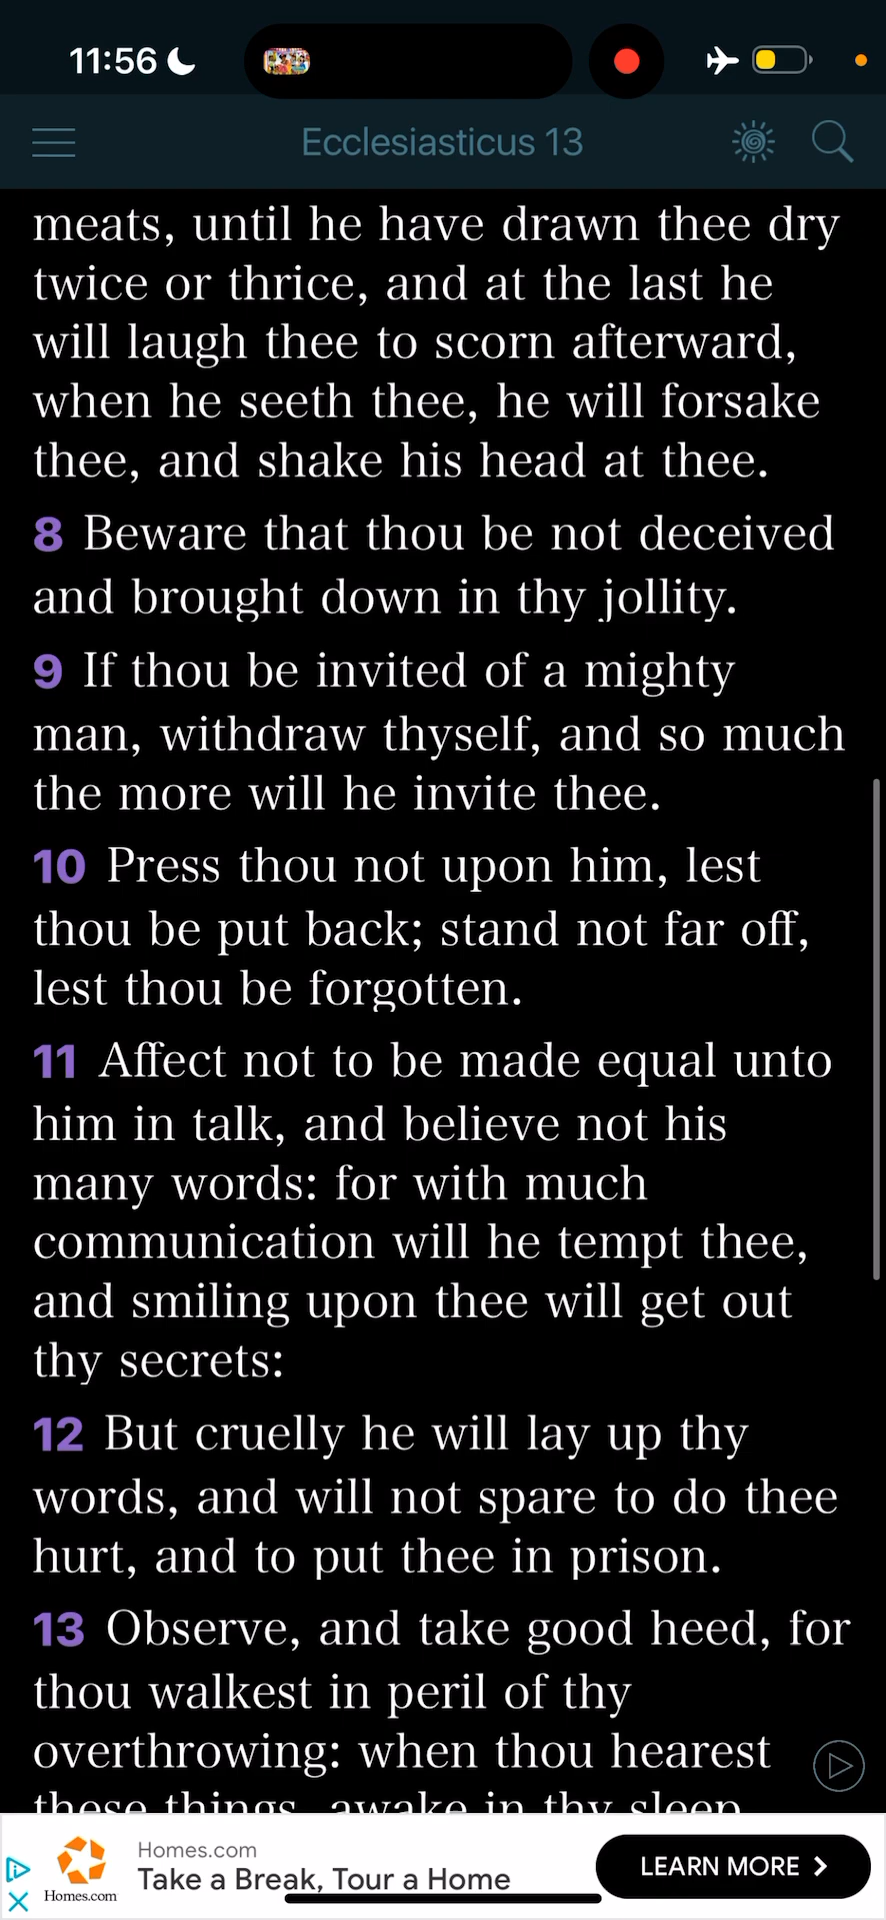 11:56
Ecclesiasticus 13
meats, until he have drawn thee dry
twice or thrice, and at the last he
will laugh thee to scorn afterward,
when he seeth thee, he will forsake
thee, and shake his head at thee.
8 Beware that thou be not deceived
and brought down in thy jollity.
9 If thou be invited of a mighty
man, withdraw thyself, and so much
the more will he invite thee.
10 Press thou not upon him, lest
thou be put back; stand not far off,
lest thou be forgotten.
11 Affect not to be made equal unto
him in talk, and believe not his
many words: for with much
communication will he tempt thee,
and smiling upon thee will get out
thy secrets:
12 But cruelly he will lay up thy
words, and will not spare to do thee
hurt, and to put thee in prison.
13 Observe, and take good heed, for
thou walkest in peril of thy
overthrowing: when thou hearest
these things, awake in thy sleep.
Homes.com
Take a Break, Tour a Home
LEARN MORE
Homes.com